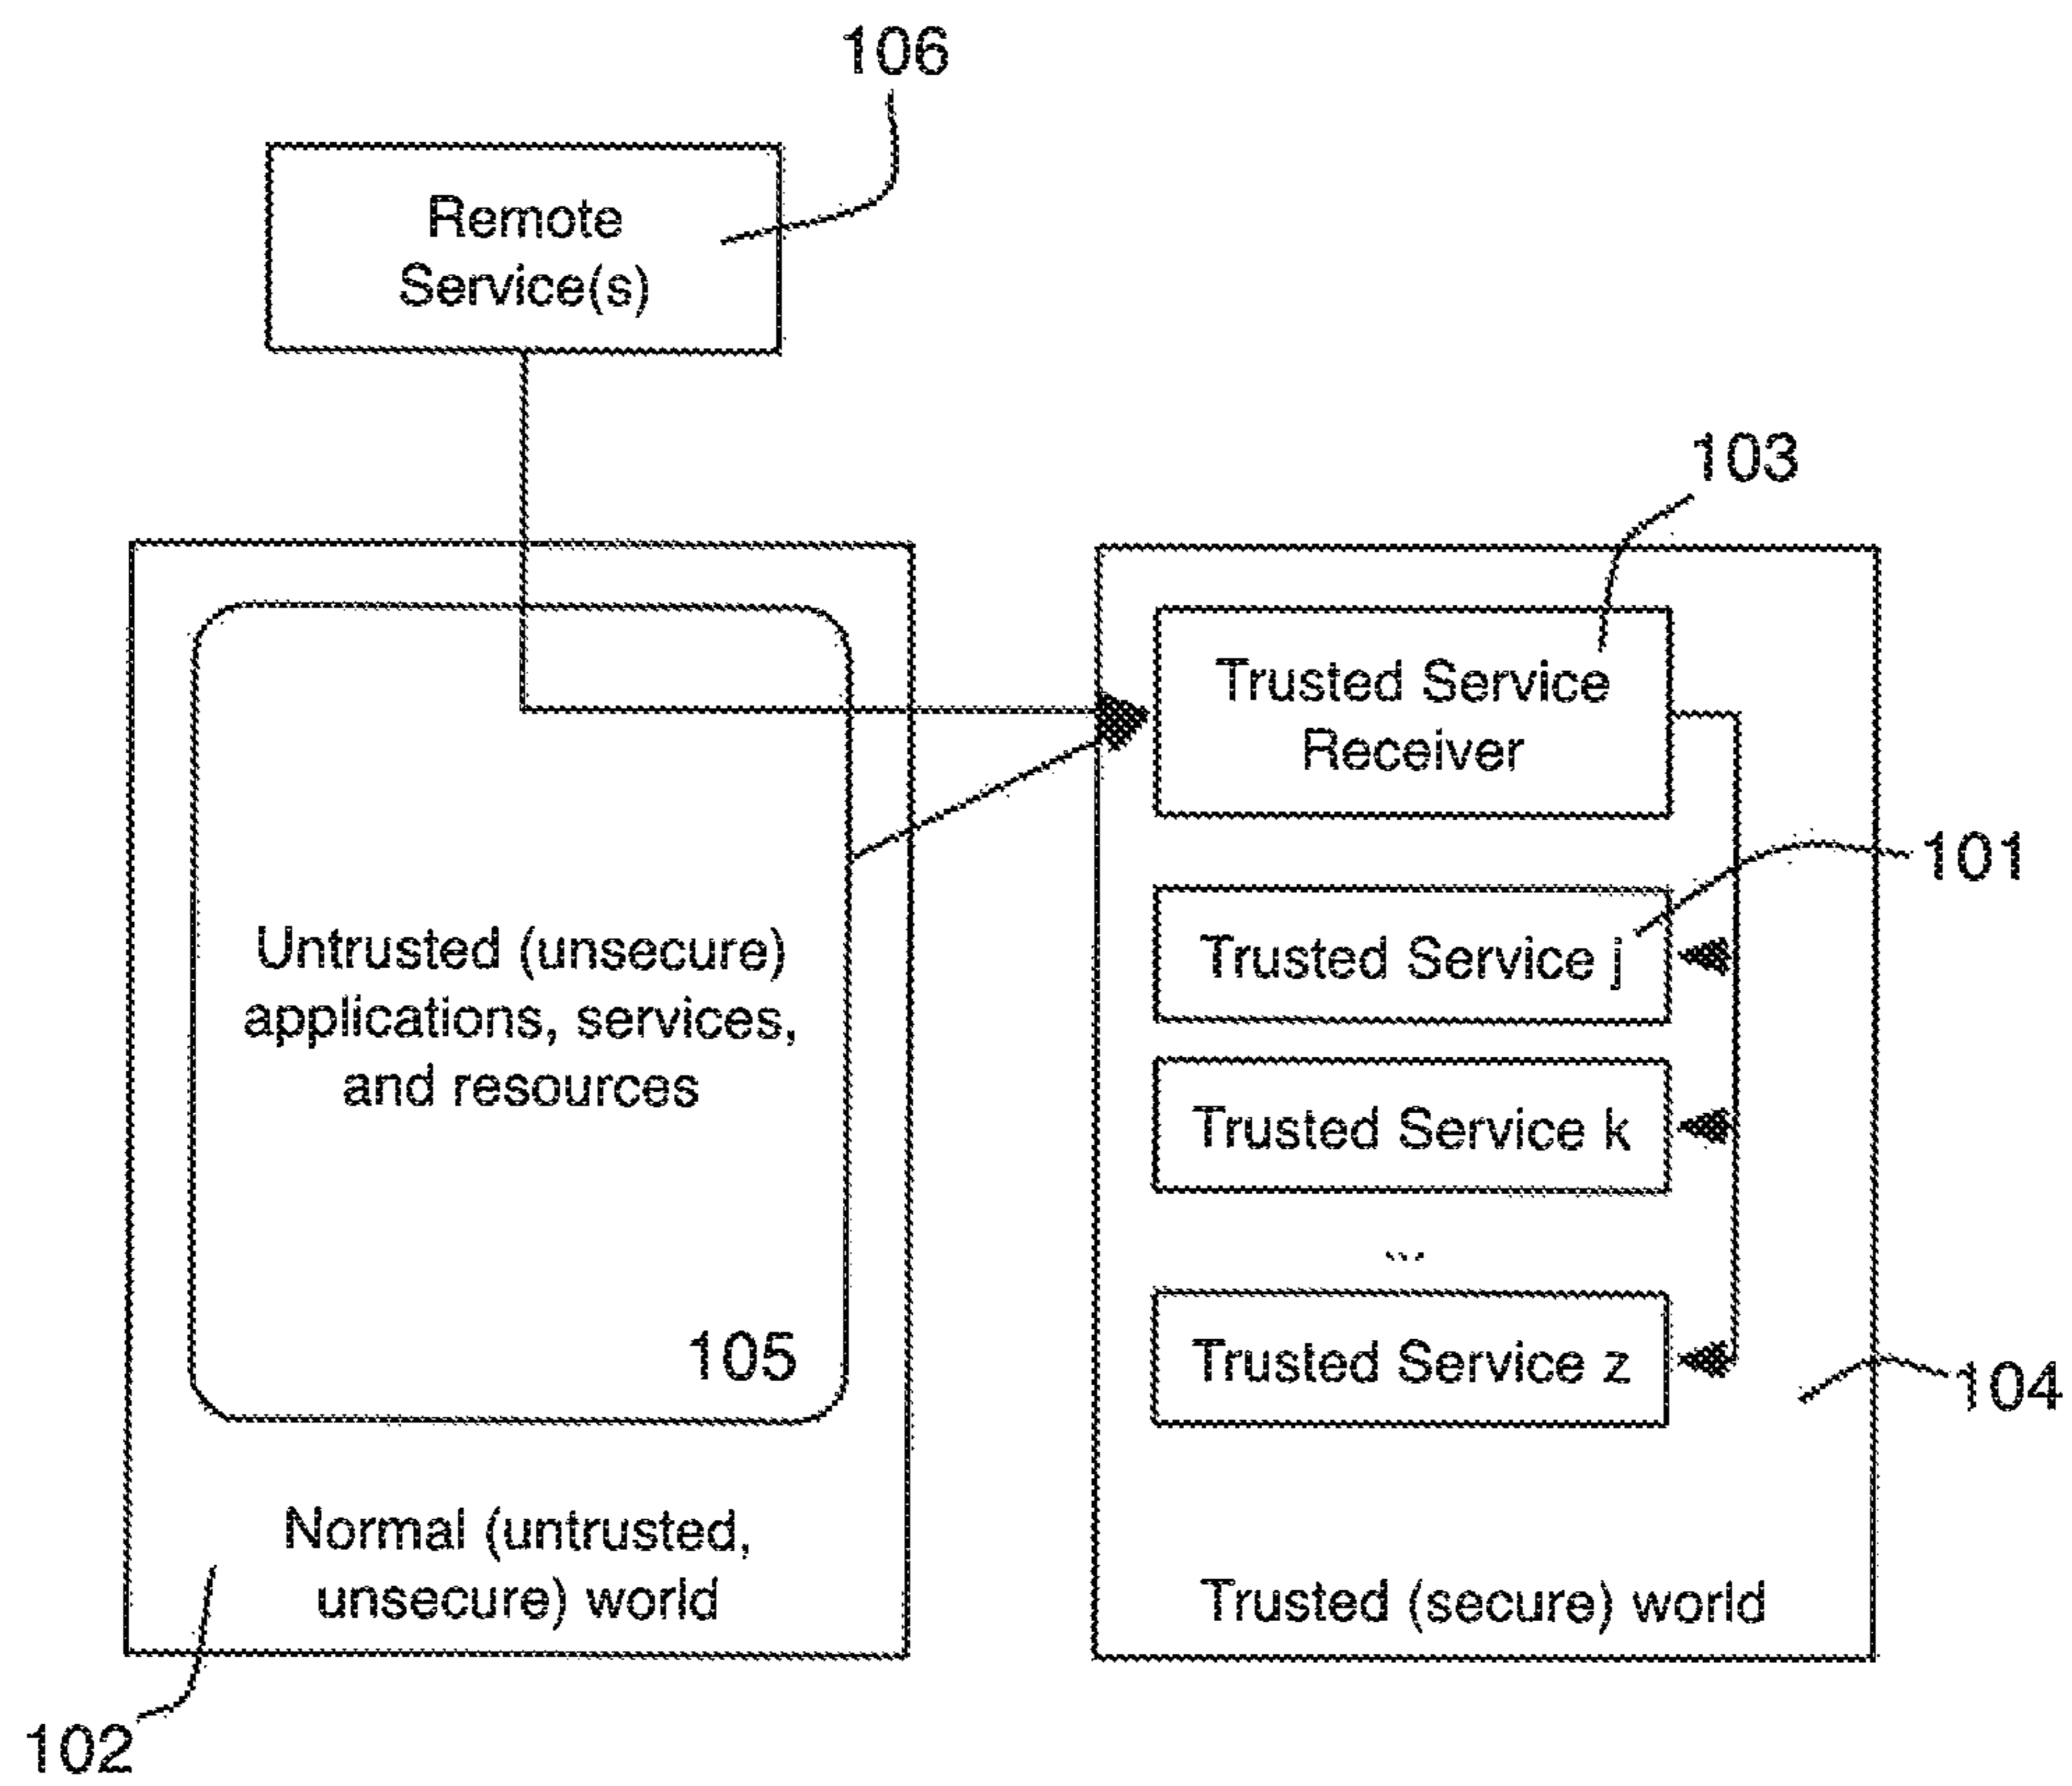 106
Remote
Service(s)
103
Trusted Service
Receiver
101
Trusted Service j
Untrusted (unsecure)
applications, services,
and resources
Trusted Service k
...
105
Trusted Service z
104
Normal (untrusted,
unsecure) world
Trusted (secure) world
102